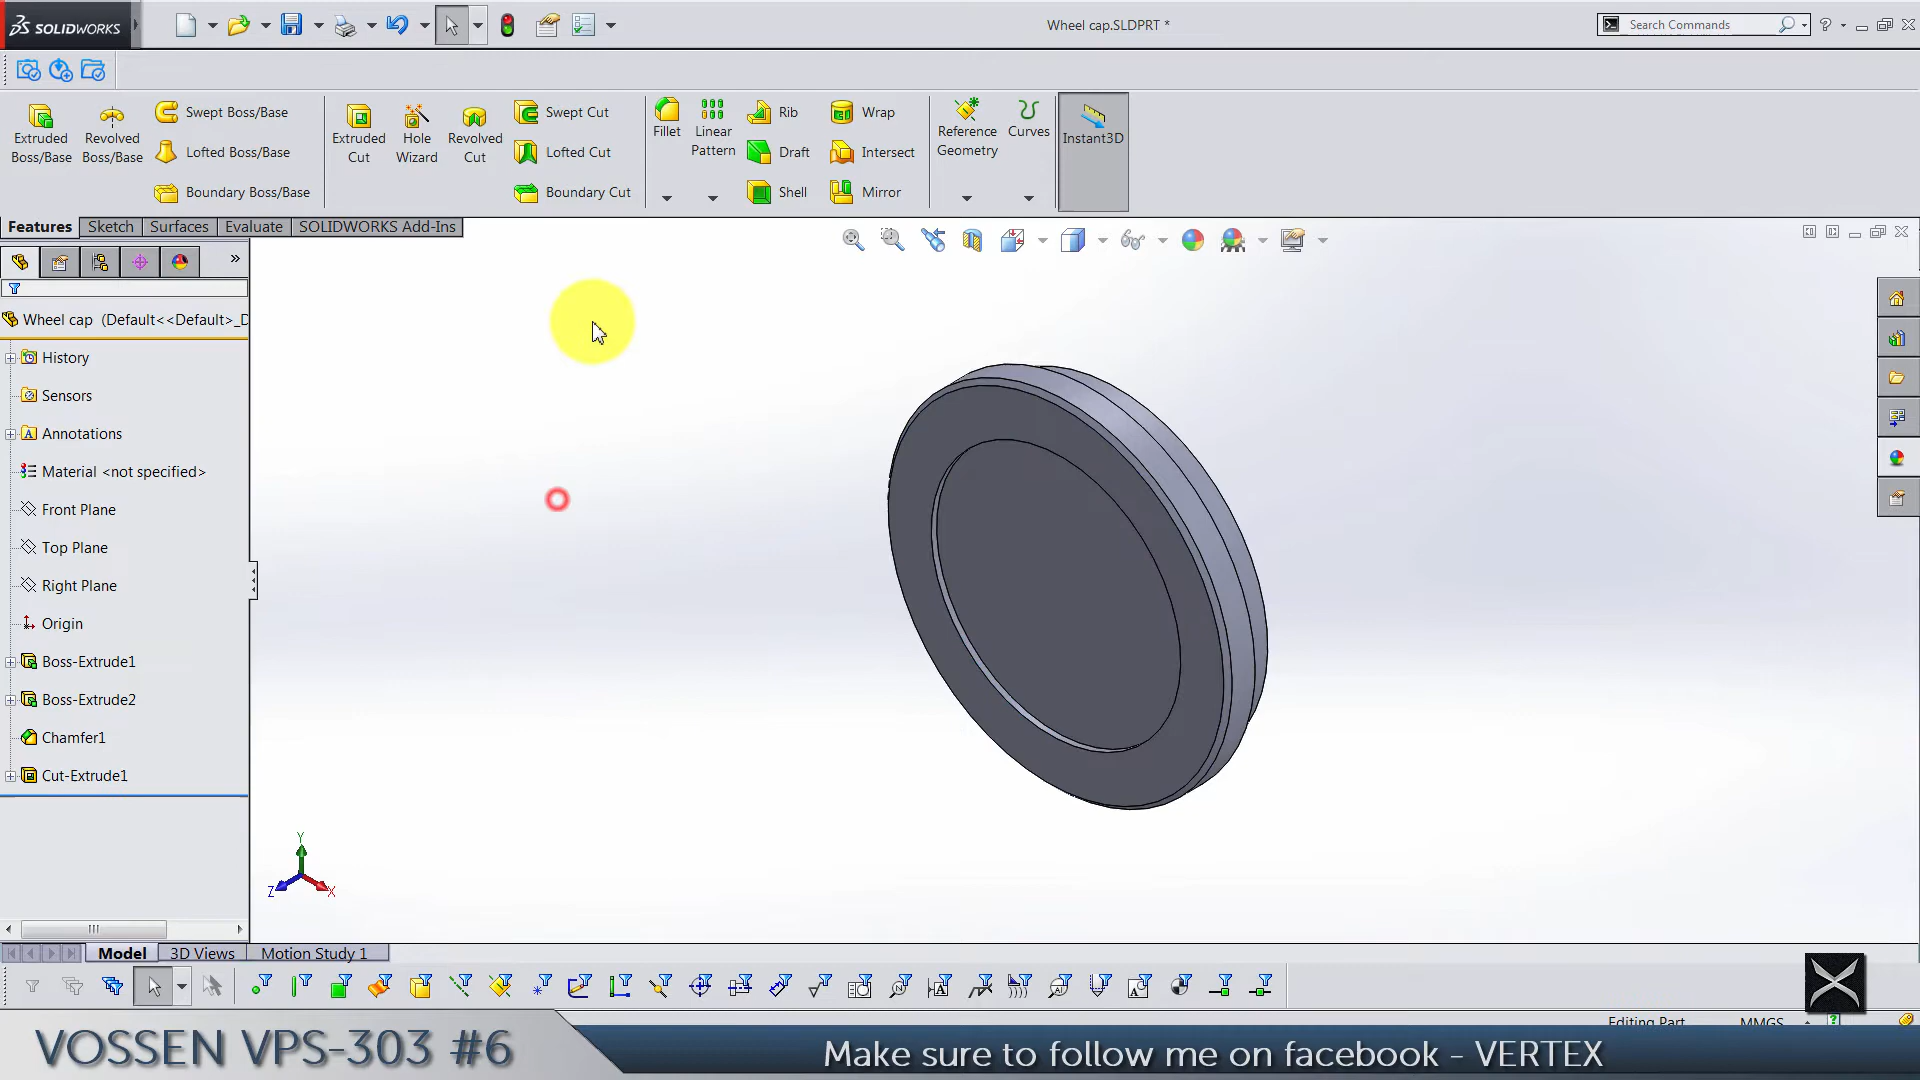 SOLIDWORKS
Wheel cap.SLDPRT *
Search Commands
Extruded Boss/Base
Revolved Boss/Base
Swept Boss/Base
Lofted Boss/Base
Boundary Boss/Base
Extruded Cut
Hole Wizard
Revolved Cut
Swept Cut
Lofted Cut
Boundary Cut
Fillet
Linear Pattern
Rib
Draft
Shell
Wrap
Intersect
Mirror
Reference Geometry
Curves
Instant3D
Features
Sketch
Surfaces
Evaluate
SOLIDWORKS Add-Ins
Wheel cap (Default<<Default>_D
History
Sensors
Annotations
Material <not specified>
Front Plane
Top Plane
Right Plane
Origin
Boss-Extrude1
Boss-Extrude2
Chamfer1
Cut-Extrude1
Y
Z
X
Model
3D Views
Motion Study 1
Editing Part
MMGS
VOSSEN VPS-303 #6
Make sure to follow me on facebook - VERTEX